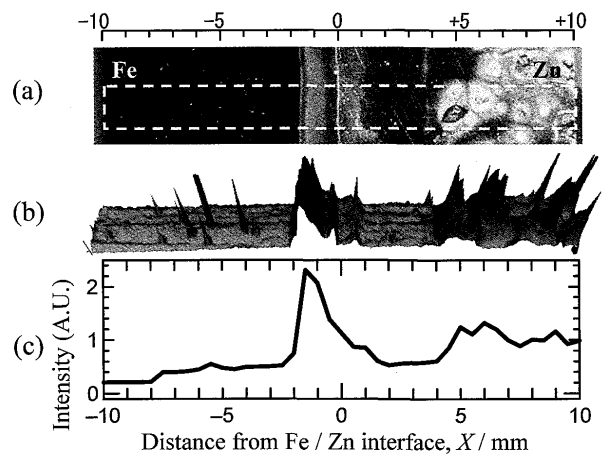 −10 −5 0 +5 +10
Fe Zn
(a)
(b)
(c)
Intensity (A.U.)
2
1
0
−10 −5 0 5 10
Distance from Fe / Zn interface, X / mm